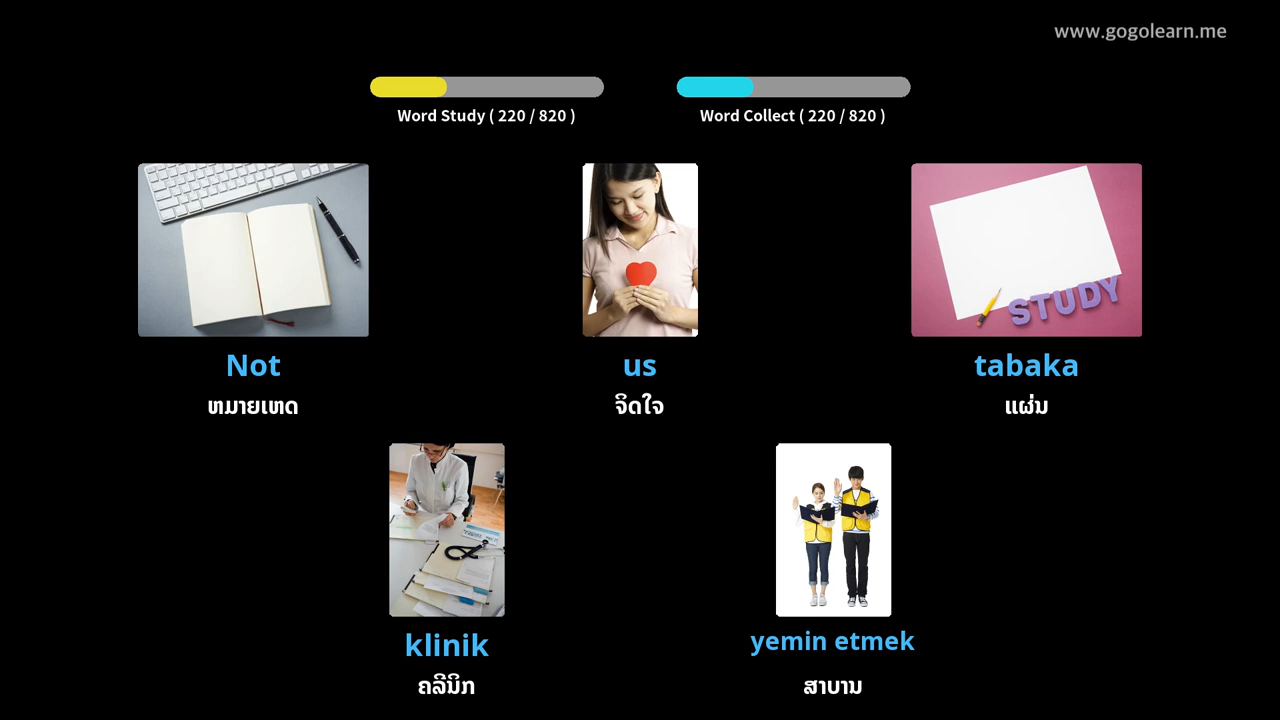 www.gogolearn.me
Word Study ( 220 / 820 )
Word Collect ( 220 / 820 )
STUDY
Not
us
tabaka
ຫມາຍເຫດ
ຈິດໃຈ
ແຜ່ນ
klinik
yemin etmek
ຄລີນິກ
ສາບານ